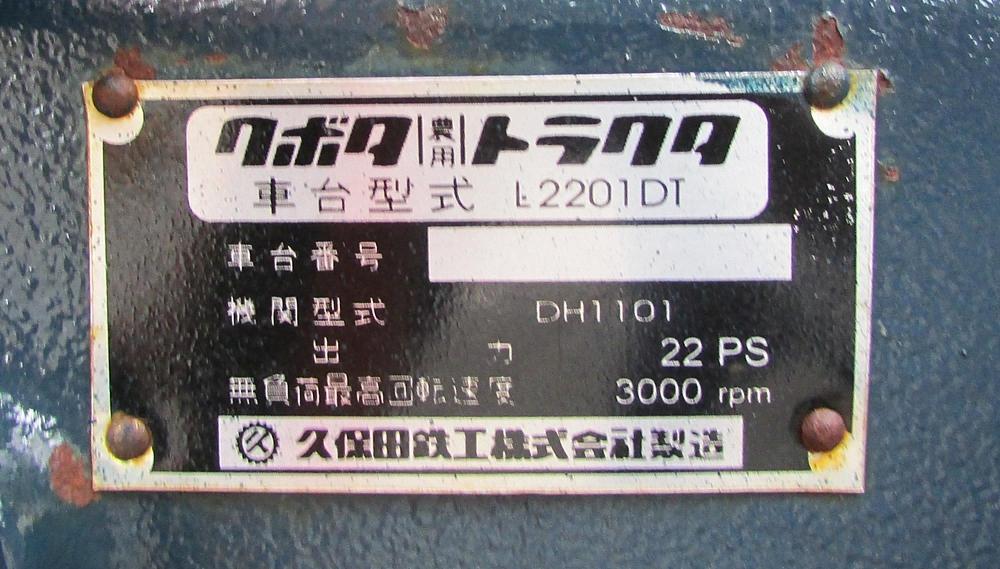 クボタ農用トラクタ
車台型式 L2201DT
車台番号
機関型式 DH1101
出力 22 PS
無負荷最高回転速度 3000 rpm
久 久保田鉄工株式会社製造